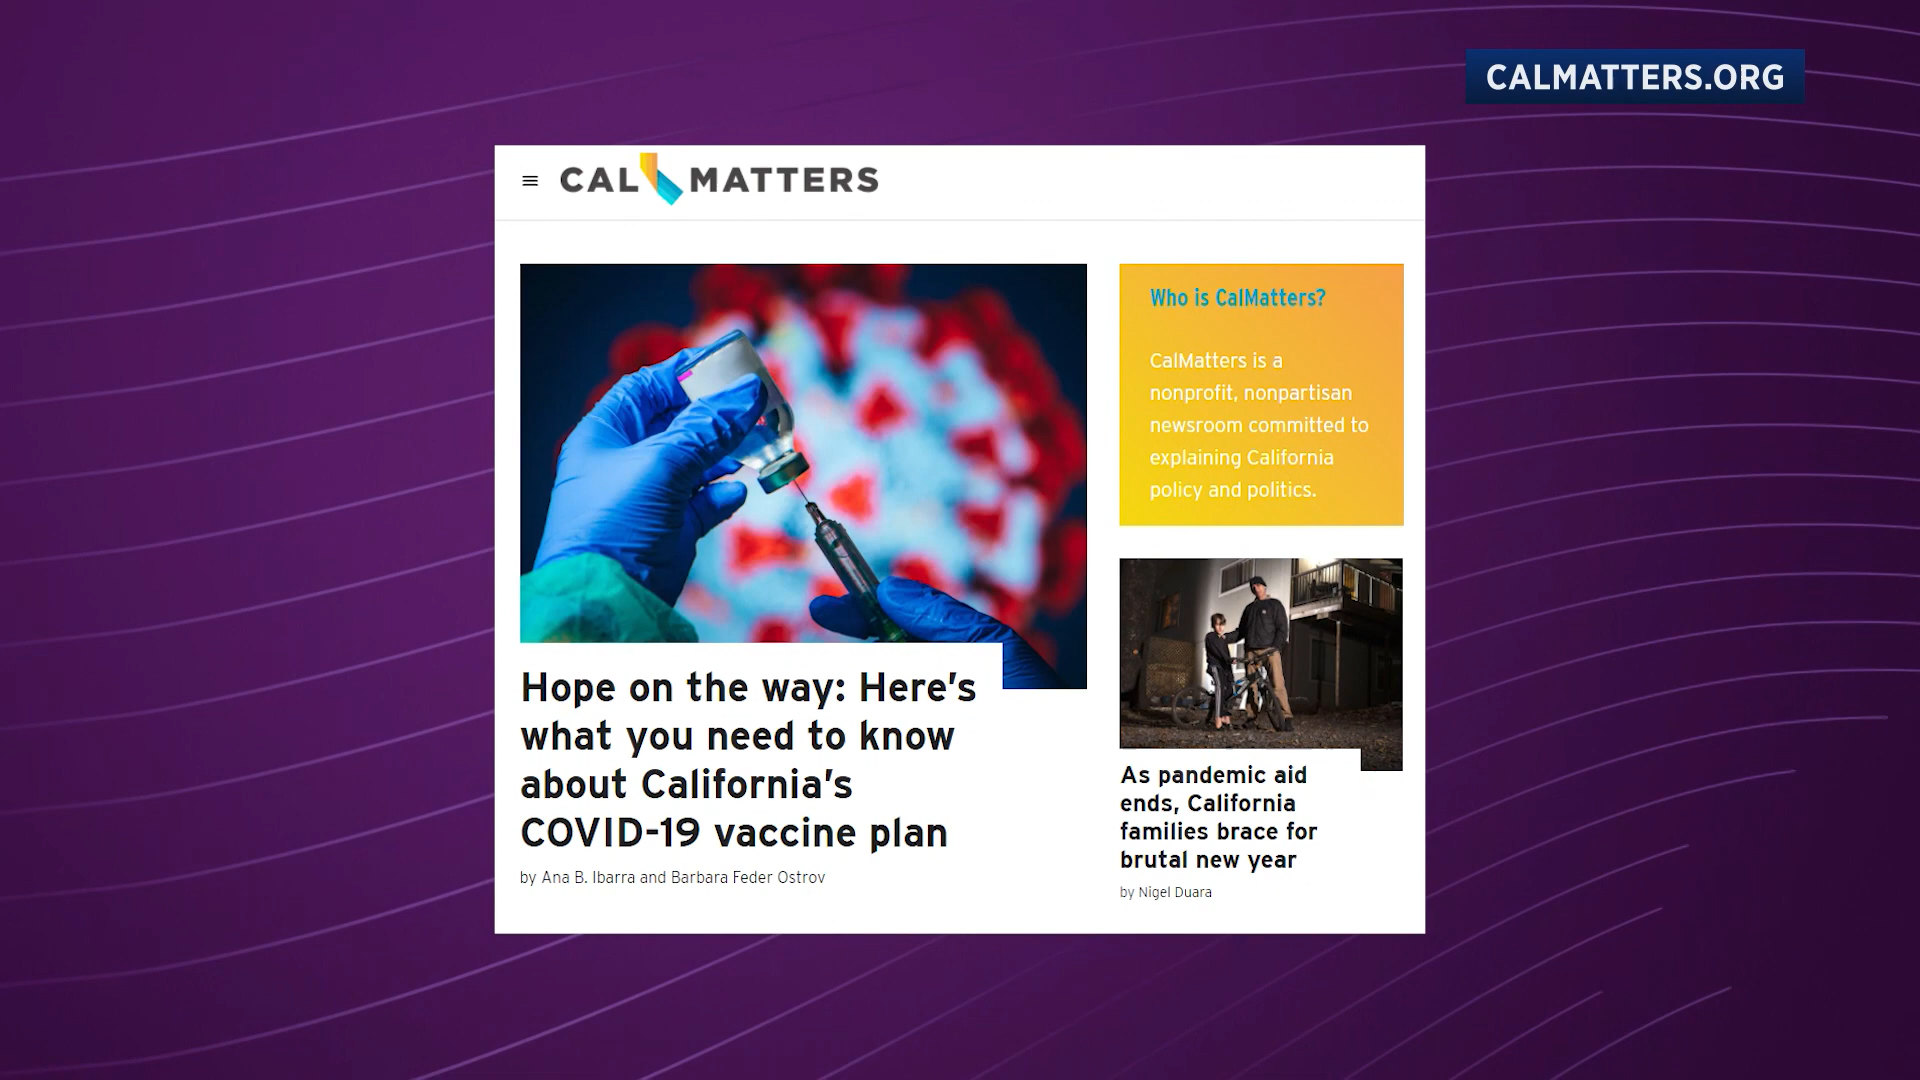 CALMATTERS.ORG
CAL MATTERS
Who is CalMatters?
CalMatters is a
nonprofit, nonpartisan
newsroom committed to
explaining California
policy and politics.
Hope on the way: Here's
what you need to know
about California's
COVID-19 vaccine plan
by Ana B. Ibarra and Barbara Feder Ostrov
As pandemic aid
ends, California
families brace for
brutal new year
by Nigel Duara